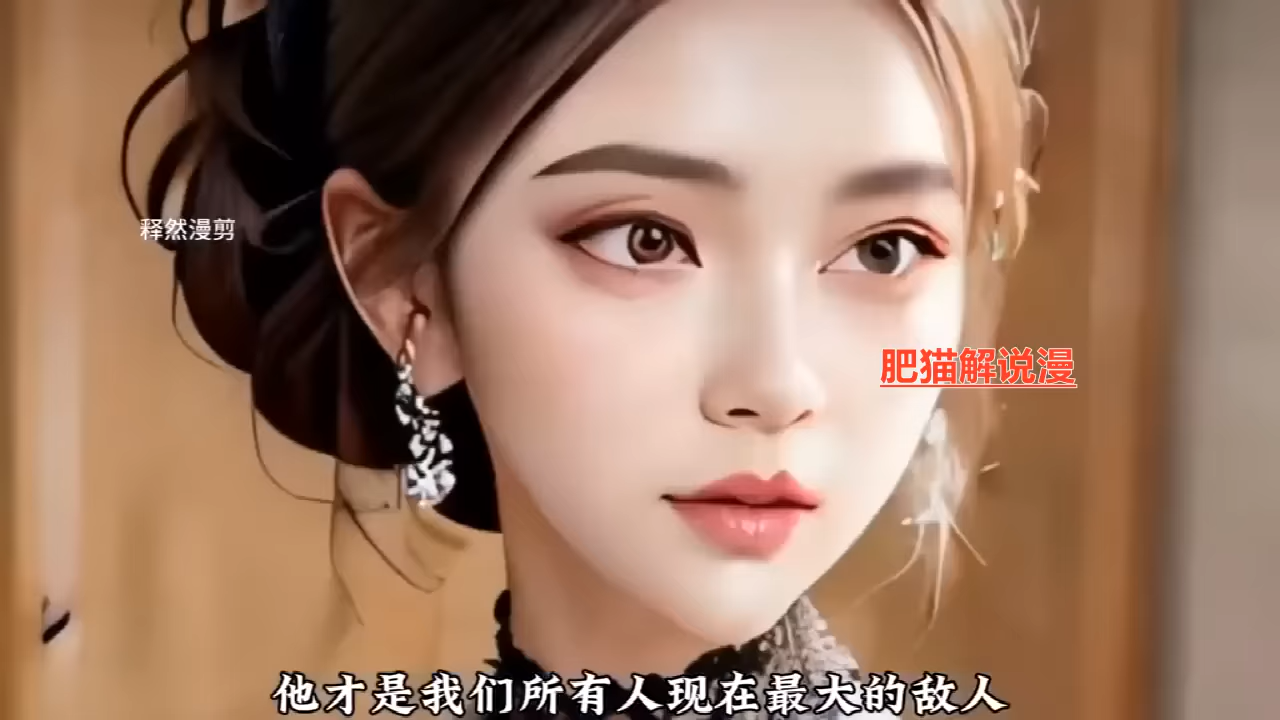 释然漫剪
肥猫解说漫
他才是我们所有人现在最大的敌人